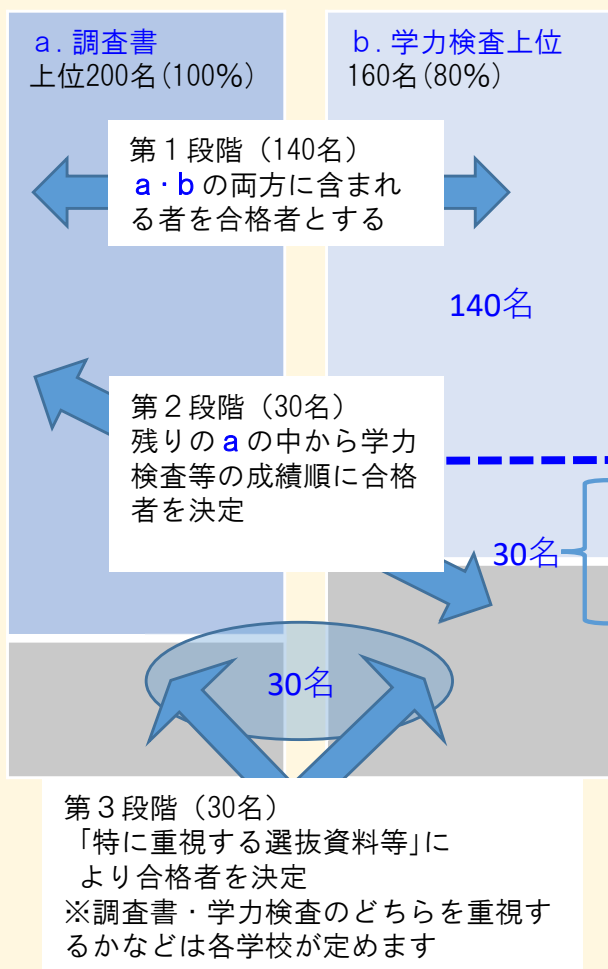 a.調査書
上位200名(100%)
b.学力検査上位
160名(80%)
第1段階（140名）
a・bの両方に含まれ
る者を合格者とする
140名
第2段階（30名）
残りのaの中から学力
検査等の成績順に合格
者を決定
30名
30名
第3段階（30名）
「特に重視する選抜資料等」に
より合格者を決定
※調査書・学力検査のどちらを重視す
るかなどは各学校が定めます